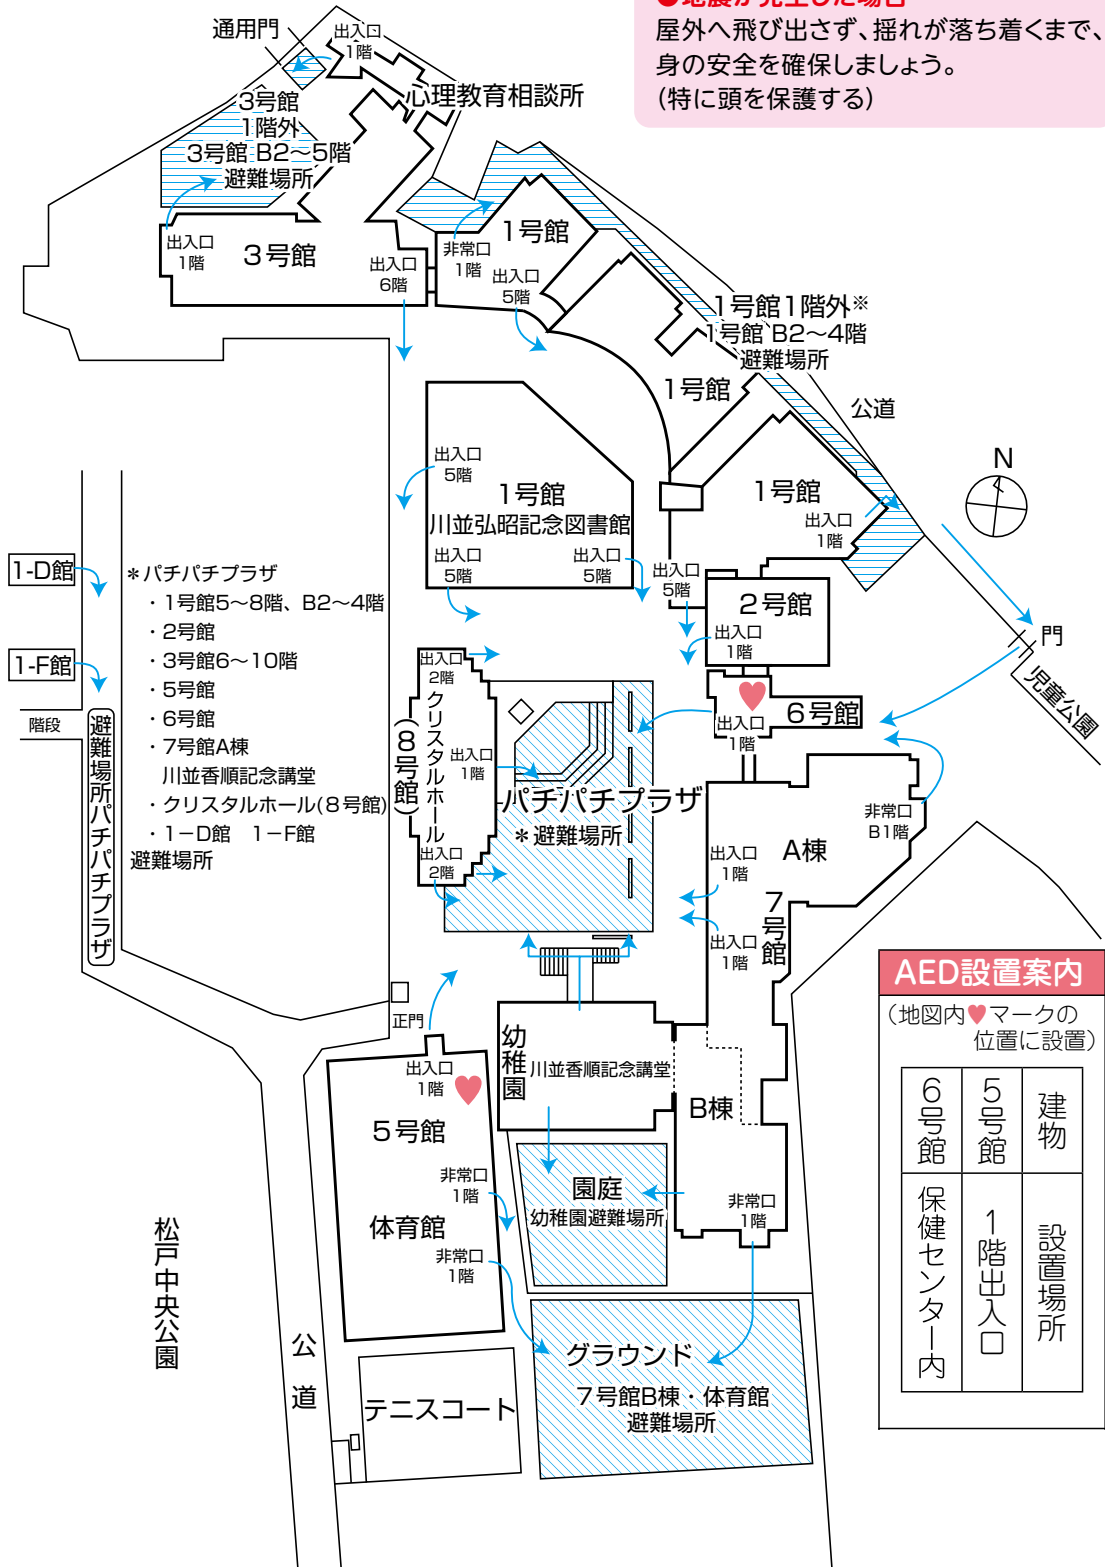 ●地震が発生した場合
屋外へ飛び出さず、揺れが落ち着くまで、
身の安全を確保しましょう。
(特に頭を保護する)
通用門
出入口
1階
心理教育相談所
3号館
1階外
3号館 B2〜5階
避難場所
出入口
1階
3号館
出入口
6階
非常口
1階
1号館
出入口
5階
1号館1階外※
1号館 B2〜4階
避難場所
1号館
公道
1号館
出入口
1階
N
出入口
5階
1号館
川並弘昭記念図書館
出入口
5階
出入口
5階
出入口
5階
2号館
出入口
1階
門
児童公園
1-D館
1-F館
階段
避難場所パチパチプラザ
＊パチパチプラザ
・1号館5〜8階、B2〜4階
・2号館
・3号館6〜10階
・5号館
・6号館
・7号館A棟
川並香順記念講堂
・クリスタルホール(8号館)
・1−D館　1−F館
避難場所
出入口
2階
クリスタルホール
(8号館)
出入口
1階
出入口
2階
6号館
出入口
1階
パチパチプラザ
＊避難場所
非常口
B1階
A棟
7号館
出入口
1階
出入口
1階
正門
幼稚園
川並香順記念講堂
B棟
出入口
1階
5号館
非常口
1階
体育館
非常口
1階
園庭
幼稚園避難場所
非常口
1階
グラウンド
7号館B棟・体育館
避難場所
テニスコート
松戸中央公園
公道
AED設置案内
(地図内♥マークの
位置に設置)
建物
設置場所
5号館
1階出入口
6号館
保健センター内